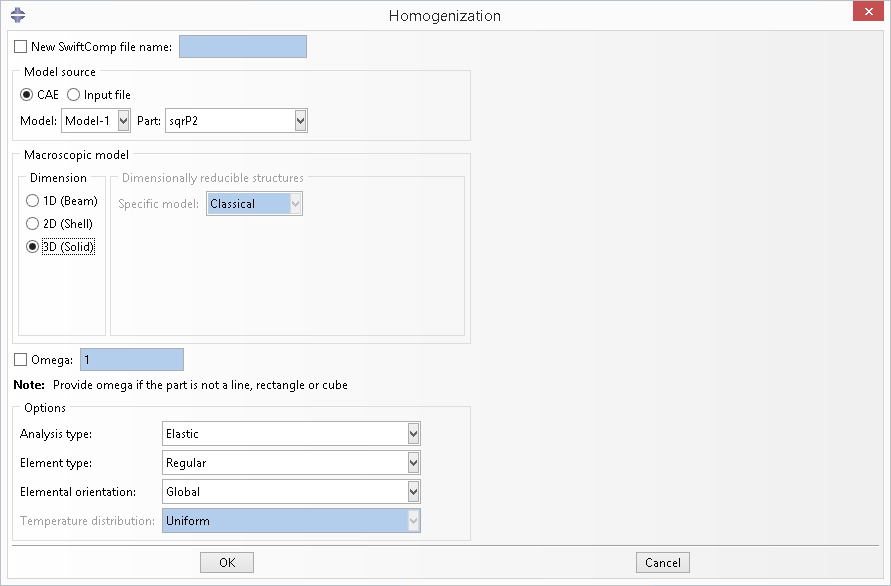 Homogenization
New SwiftComp file name:
Model source
CAE Input file
Model: Model-1 Part: sqrP2
Macroscopic model
Dimension Dimensionally reducible structures
1D (Beam) Specific model: Classical
2D (Shell)
3D (Solid)
Omega: 1
Note: Provide omega if the part is not a line, rectangle or cube
Options
Analysis type: Elastic
Element type: Regular
Elemental orientation: Global
Temperature distribution: Uniform
OK Cancel